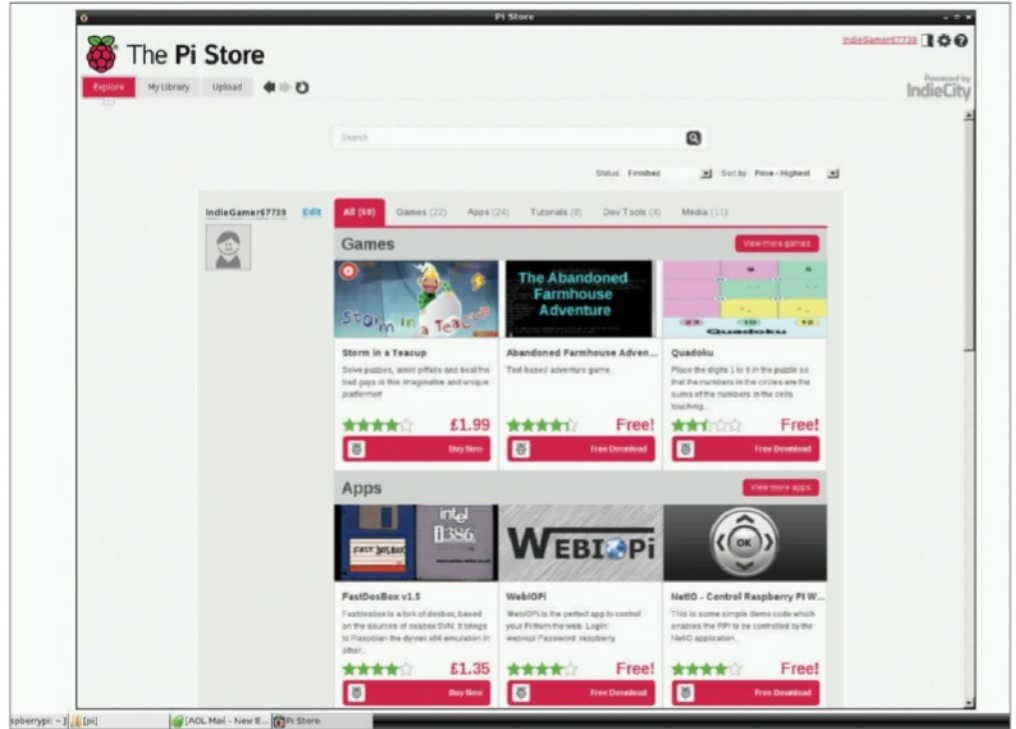 Pi Store
The Pi Store
IndieGamer67739
Explore My Library Upload
Powered by
IndieCity
Search
Status Finished Sort by Price - Highest
IndieGamer67739 Edit
All (69) Games (22) Apps (24) Tutorials (8) Dev Tools (4) Media (11)
Games
View more games
Storm in a Teacup
The Abandoned
Farmhouse
Adventure
Quadoku
Storm in a Teacup
Solve puzzles, avoid pitfalls and beat the
bad guys in this imaginative and unique
platformer!
£1.99
Buy Now
Abandoned Farmhouse Adven...
Text-based adventure game.
Free!
Free Download
Quadoku
Place the digits 1 to 8 in the puzzle so
that the numbers in the circles are the
sums of the numbers in the cells
touching...
Free!
Free Download
Apps
View more apps
FAST DOSBOX
intel
i386
WEBIOPi
OK
FastDosBox v1.5
Fastdosbox is a fork of dosbox, based
on the sources of dosbox SVN. It brings
to Raspbian the dynrec x86 emulation in
other...
£1.35
Buy Now
WebIOPi
WebIOPi is the perfect app to control
your Pi from the web. Login:
webiopi Password: raspberry
Free!
Free Download
NetIO - Control Raspberry PI W...
This is some simple demo code which
enables the RPi to be controlled by the
NetIO application.
Free!
Free Download
spberrypi: ~] [pi] [AOL Mail - New E... Pi Store